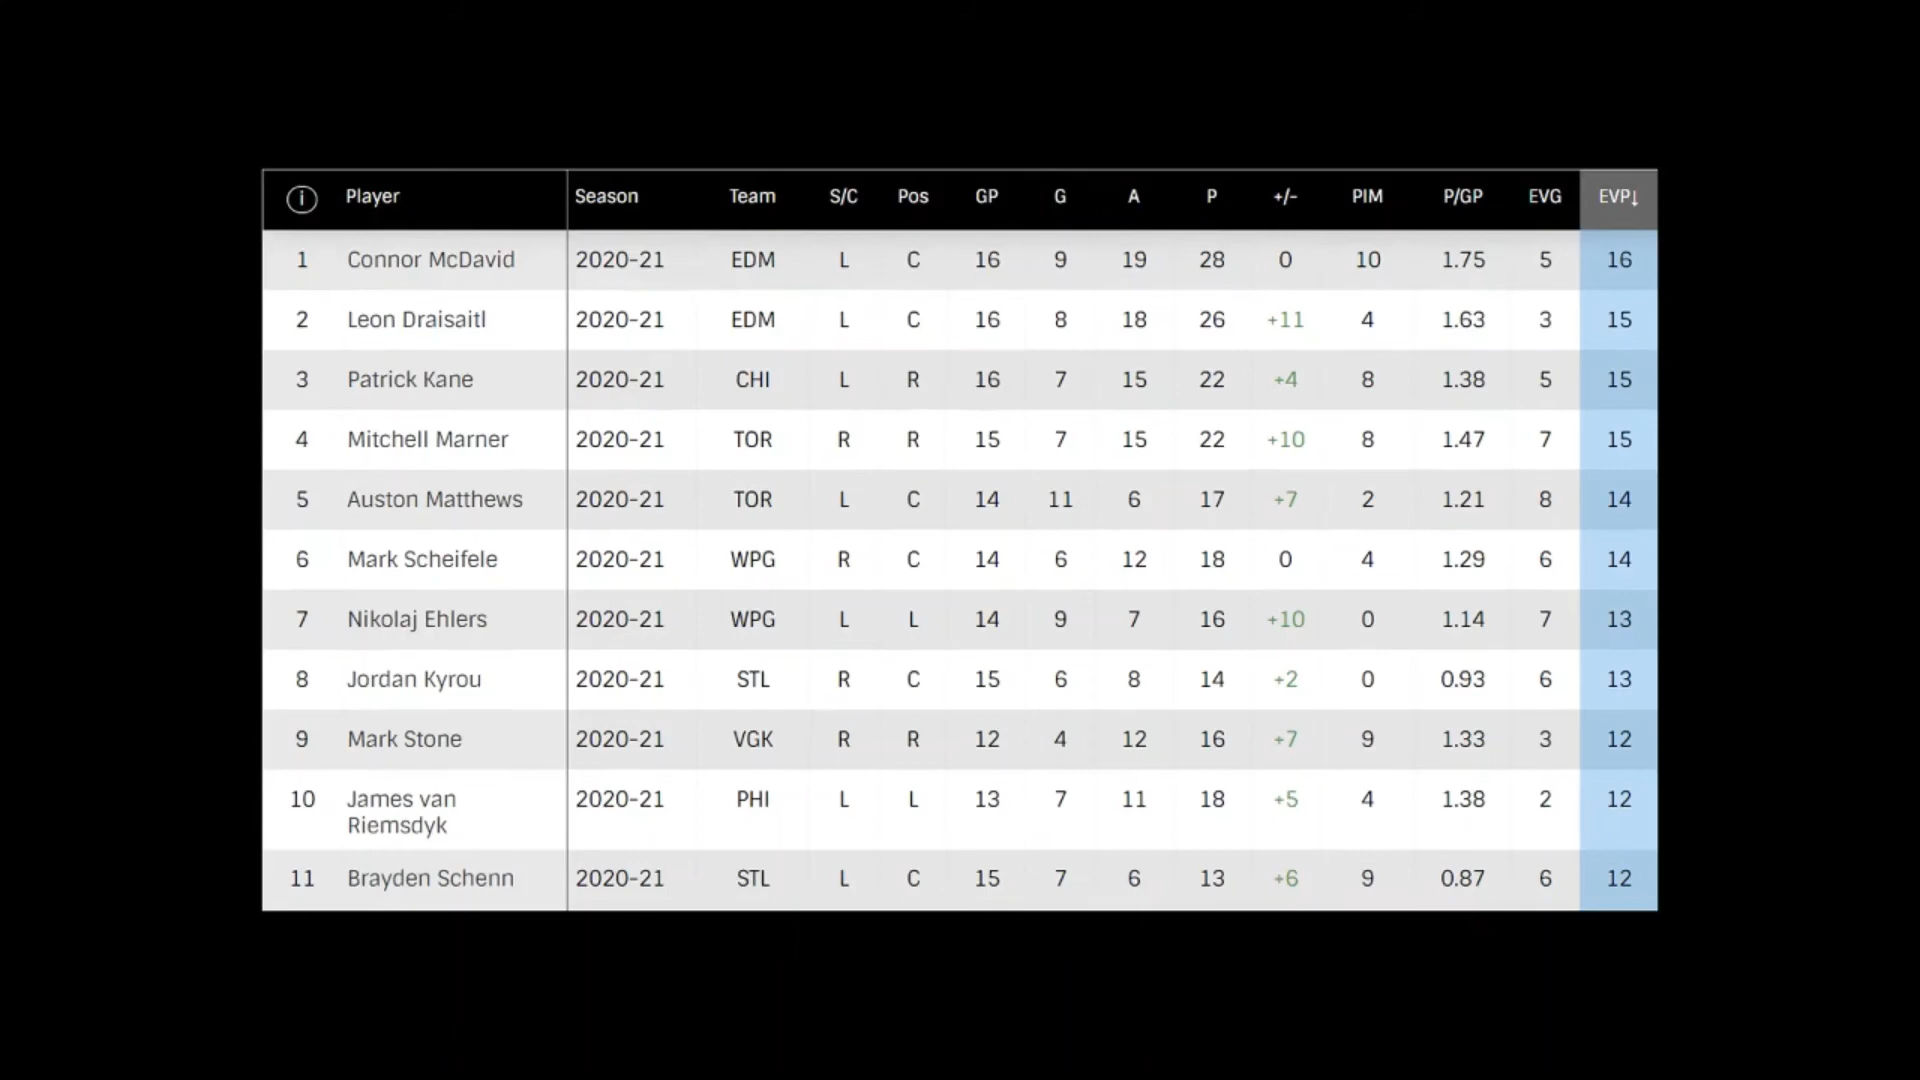 i Player Season Team S/C Pos GP G A P +/- PIM P/GP EVG EVP↓
1 Connor McDavid 2020-21 EDM L C 16 9 19 28 0 10 1.75 5 16
2 Leon Draisaitl 2020-21 EDM L C 16 8 18 26 +11 4 1.63 3 15
3 Patrick Kane 2020-21 CHI L R 16 7 15 22 +4 8 1.38 5 15
4 Mitchell Marner 2020-21 TOR R R 15 7 15 22 +10 8 1.47 7 15
5 Auston Matthews 2020-21 TOR L C 14 11 6 17 +7 2 1.21 8 14
6 Mark Scheifele 2020-21 WPG R C 14 6 12 18 0 4 1.29 6 14
7 Nikolaj Ehlers 2020-21 WPG L L 14 9 7 16 +10 0 1.14 7 13
8 Jordan Kyrou 2020-21 STL R C 15 6 8 14 +2 0 0.93 6 13
9 Mark Stone 2020-21 VGK R R 12 4 12 16 +7 9 1.33 3 12
10 James van 2020-21 PHI L L 13 7 11 18 +5 4 1.38 2 12
Riemsdyk
11 Brayden Schenn 2020-21 STL L C 15 7 6 13 +6 9 0.87 6 12